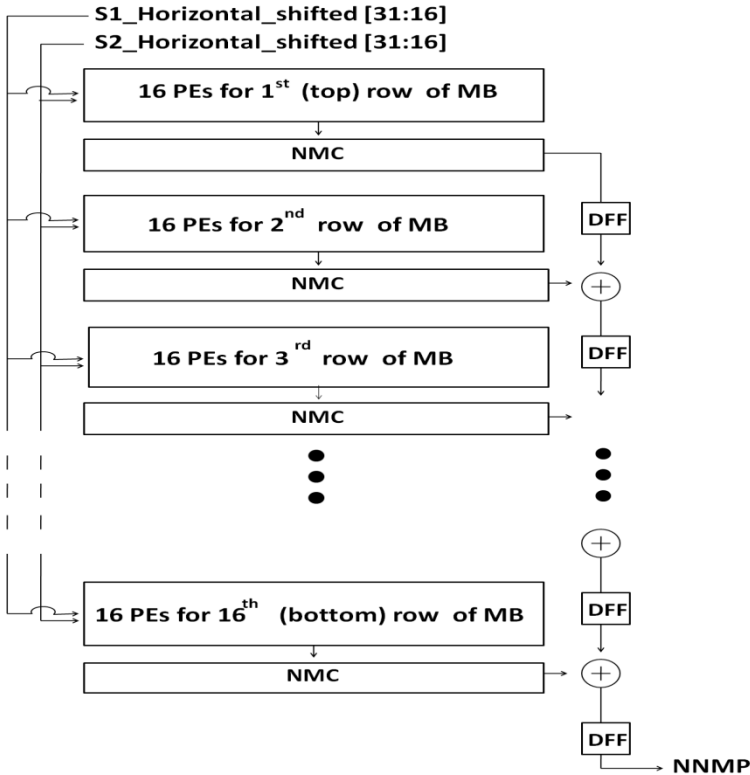 S1_Horizontal_shifted [31:16]
S2_Horizontal_shifted [31:16]
16 PEs for 1st (top) row of MB
NMC
16 PEs for 2nd row of MB
DFF
NMC
+
16 PEs for 3rd row of MB
DFF
NMC
+
16 PEs for 16th (bottom) row of MB
DFF
NMC
+
DFF
NNMP